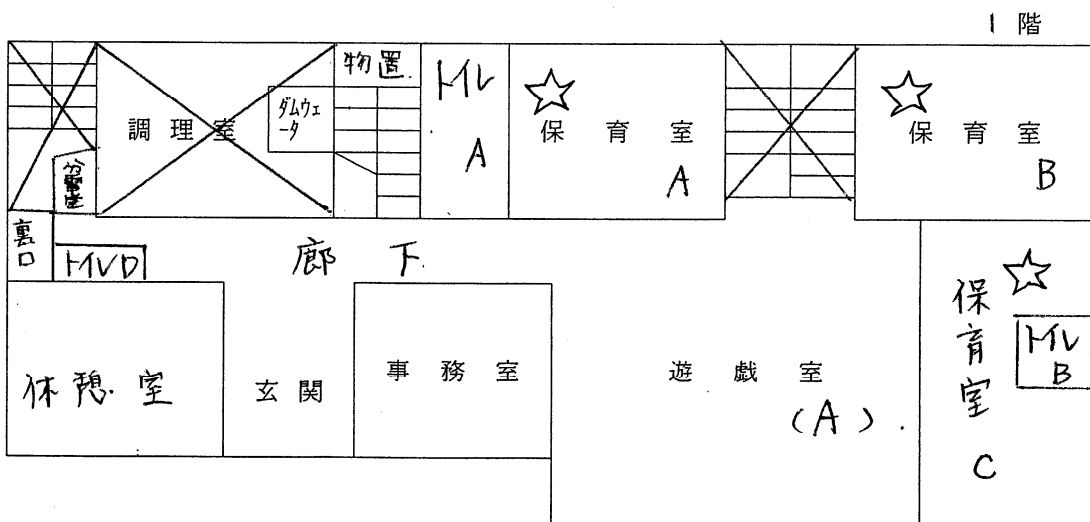 1 階
物置
トイレ
A
ダムウェ
ータ
調 理 室
保 育 室
A
保 育 室
B
分電室
裏口
トイレD
廊 下
保育室
C
トイレ
B
休 憩 室
玄 関
事 務 室
遊 戯 室
(A)